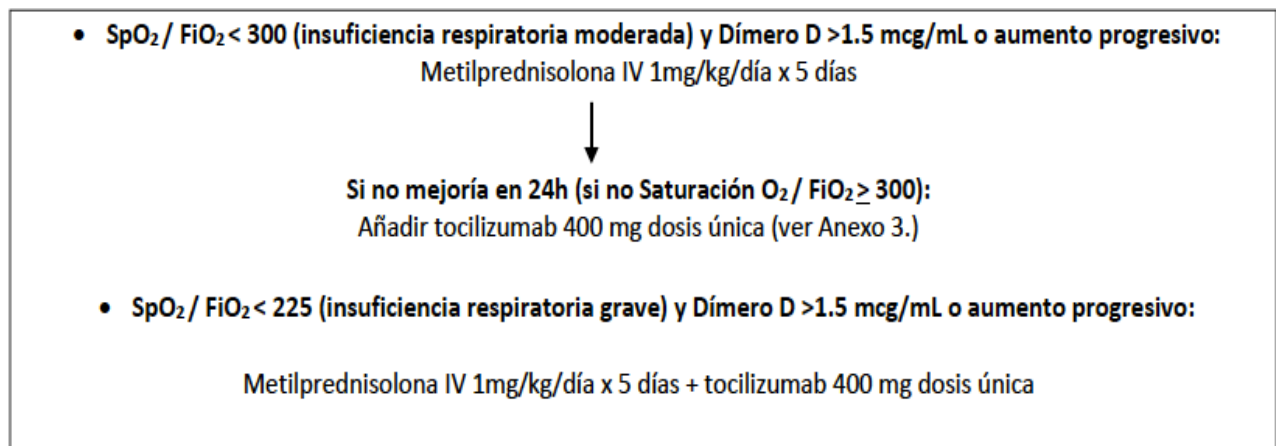 • SpO₂ / FiO₂ < 300 (insuficiencia respiratoria moderada) y Dímero D >1.5 mcg/mL o aumento progresivo:
Metilprednisolona IV 1mg/kg/día x 5 días
Si no mejoría en 24h (si no Saturación O₂ / FiO₂ ≥ 300):
Añadir tocilizumab 400 mg dosis única (ver Anexo 3.)
• SpO₂ / FiO₂ < 225 (insuficiencia respiratoria grave) y Dímero D >1.5 mcg/mL o aumento progresivo:
Metilprednisolona IV 1mg/kg/día x 5 días + tocilizumab 400 mg dosis única